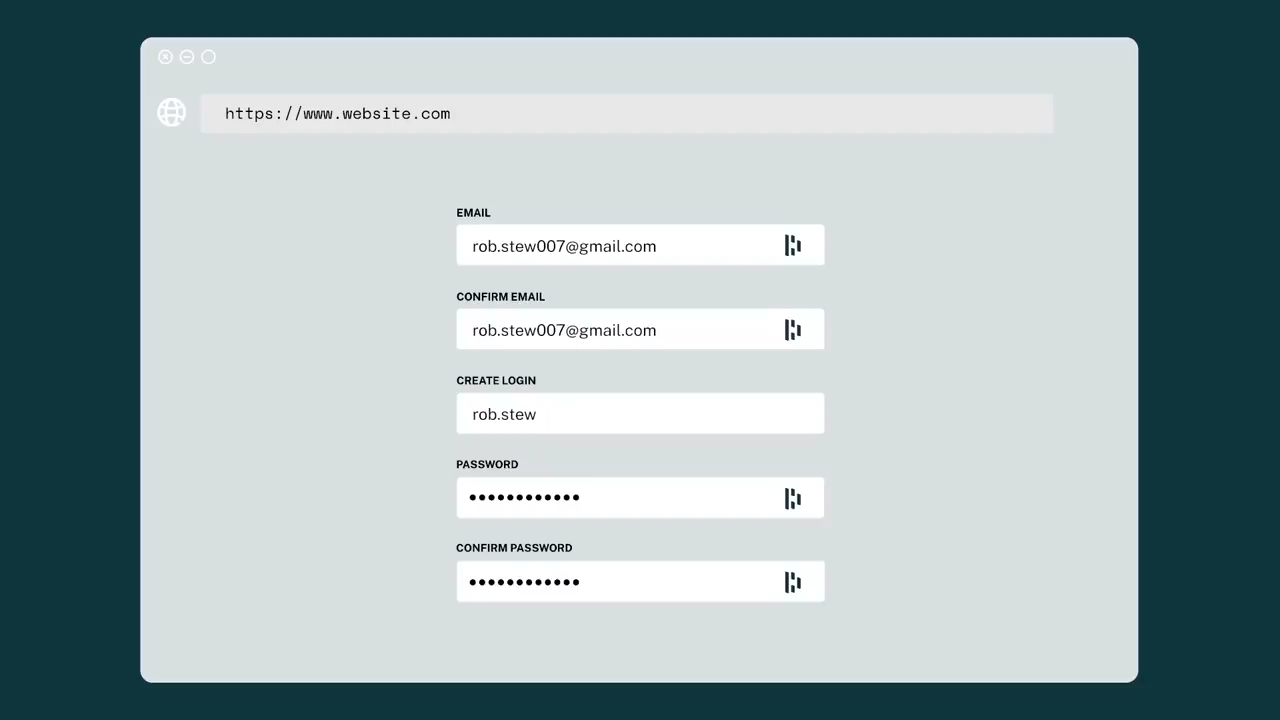 https://www.website.com
EMAIL
rob.stew007@gmail.com
CONFIRM EMAIL
rob.stew007@gmail.com
CREATE LOGIN
rob.stew
PASSWORD
••••••••••••
CONFIRM PASSWORD
••••••••••••